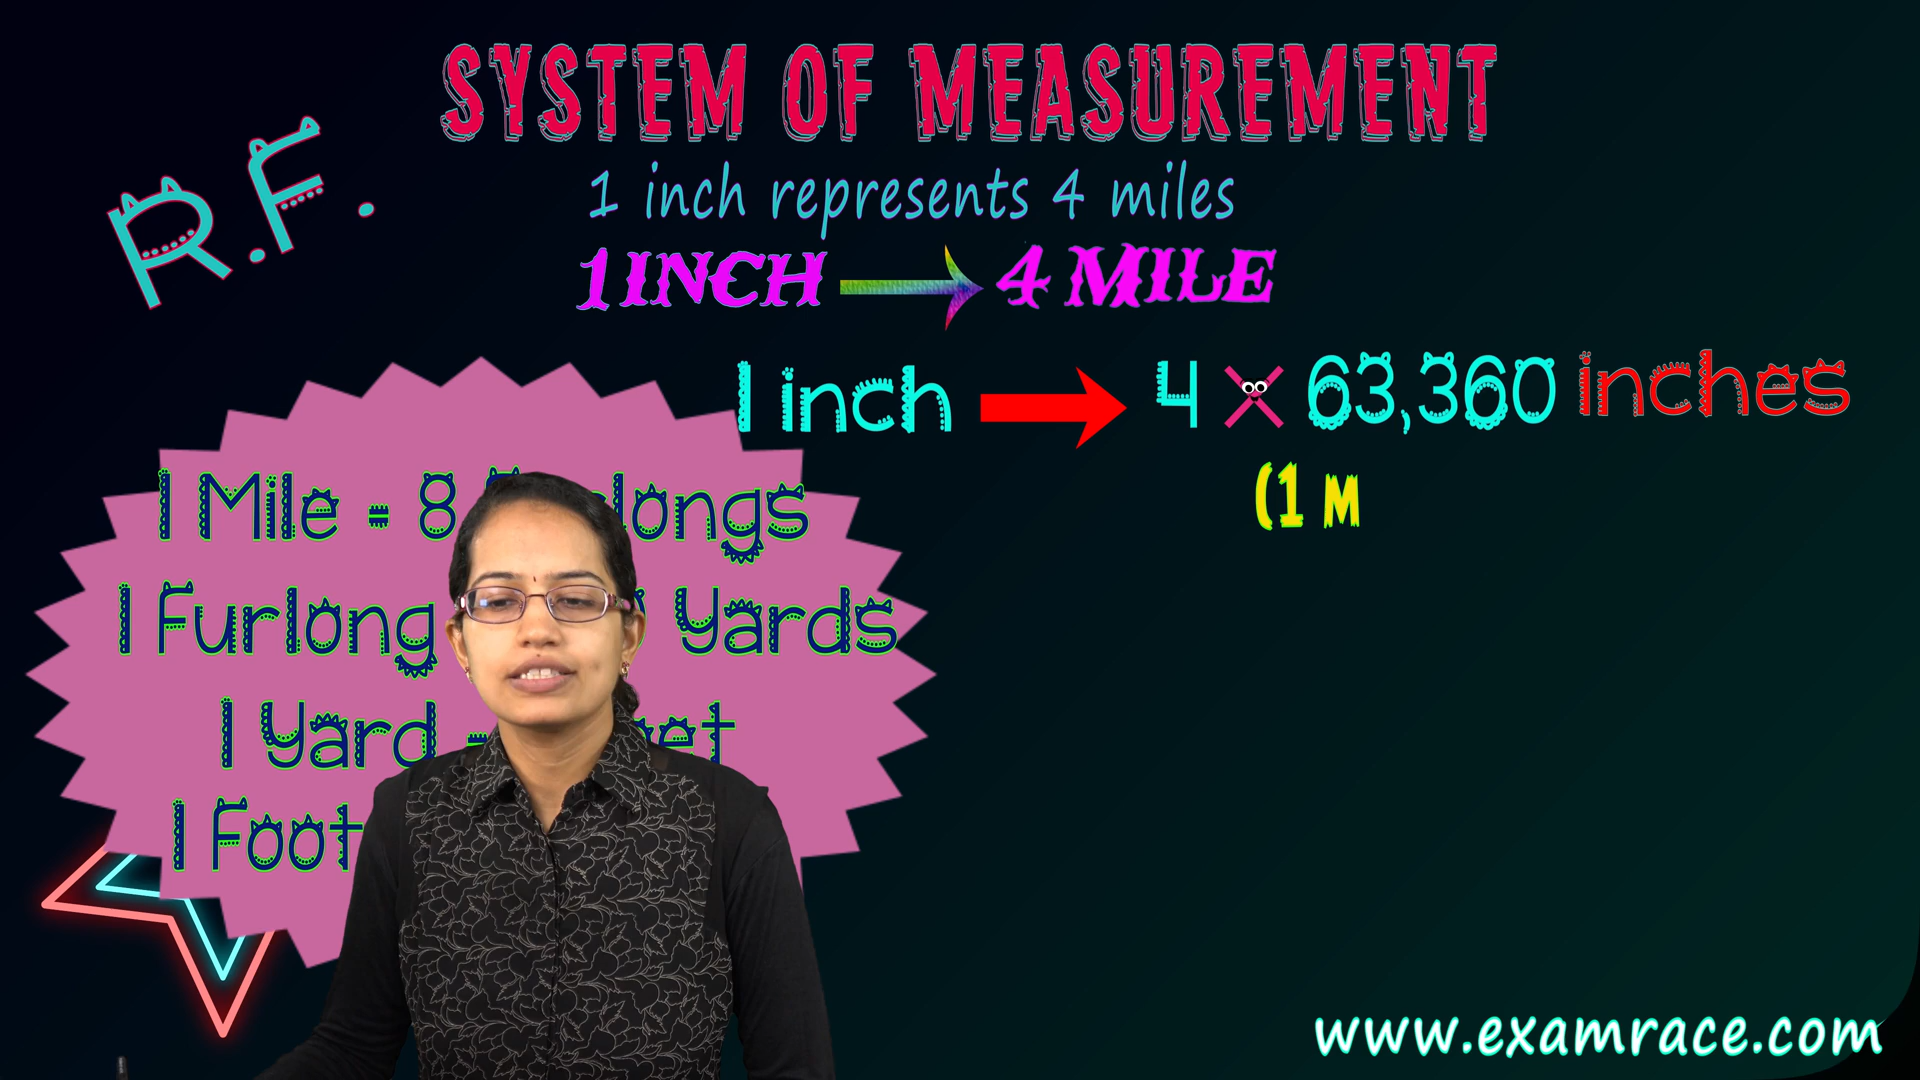 SYSTEM OF MEASUREMENT
R.F.
1 inch represents 4 miles
1 INCH → 4 MILE
1 inch → 4 × 63,360 inches
(1 M
1 Mile = 8
1 Furlong Yards
1 Yard =
1 Foot
www.examrace.com